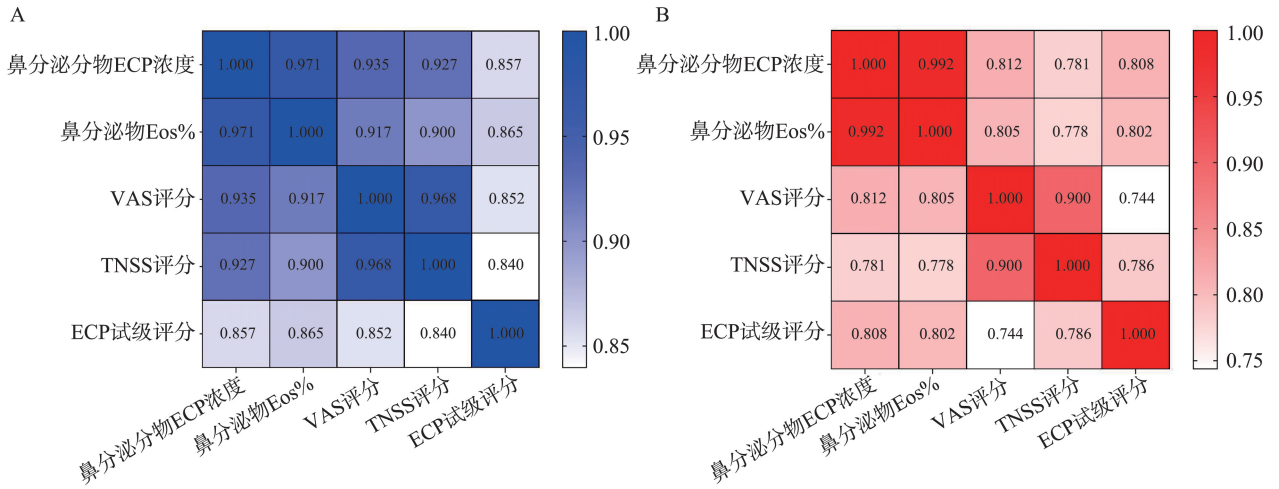 A
鼻分泌分物ECP浓度 1.000 0.971 0.935 0.927 0.857
鼻分泌物Eos% 0.971 1.000 0.917 0.900 0.865
VAS评分 0.935 0.917 1.000 0.968 0.852
TNSS评分 0.927 0.900 0.968 1.000 0.840
ECP试级评分 0.857 0.865 0.852 0.840 1.000
鼻分泌分物ECP浓度
鼻分泌物Eos%
VAS评分
TNSS评分
ECP试级评分
1.00
0.95
0.90
0.85
B
鼻分泌分物ECP浓度 1.000 0.992 0.812 0.781 0.808
鼻分泌物Eos% 0.992 1.000 0.805 0.778 0.802
VAS评分 0.812 0.805 1.000 0.900 0.744
TNSS评分 0.781 0.778 0.900 1.000 0.786
ECP试级评分 0.808 0.802 0.744 0.786 1.000
鼻分泌分物ECP浓度
鼻分泌物Eos%
VAS评分
TNSS评分
ECP试级评分
1.00
0.95
0.90
0.85
0.80
0.75